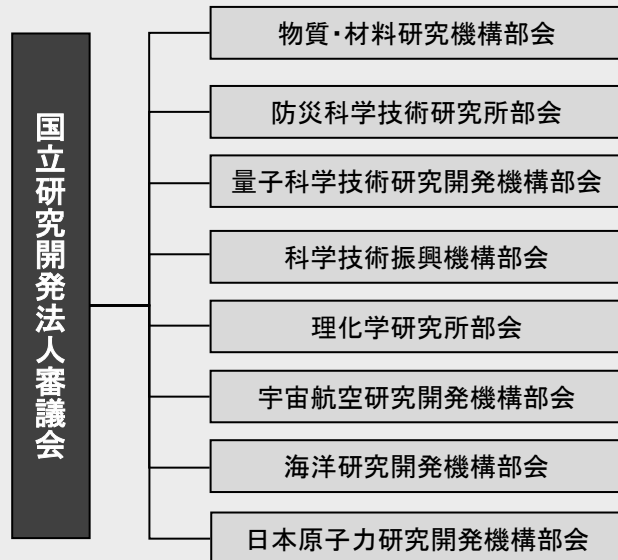 国立研究開発法人審議会
物質・材料研究機構部会
防災科学技術研究所部会
量子科学技術研究開発機構部会
科学技術振興機構部会
理化学研究所部会
宇宙航空研究開発機構部会
海洋研究開発機構部会
日本原子力研究開発機構部会